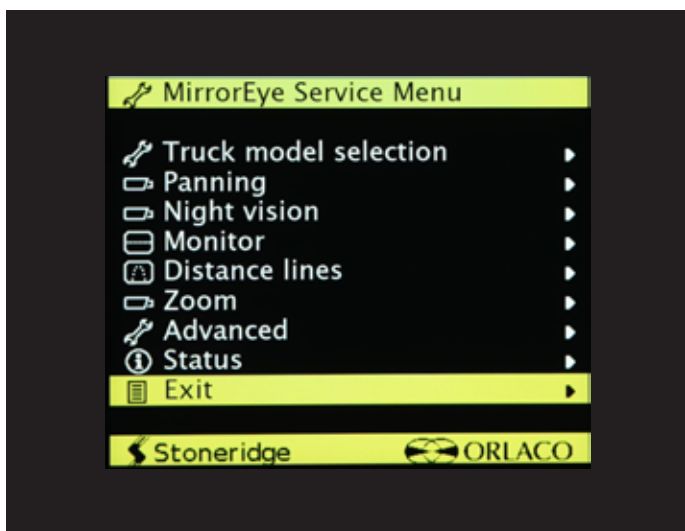 MirrorEye Service Menu
Truck model selection
Panning
Night vision
Monitor
Distance lines
Zoom
Advanced
Status
Exit
Stoneridge ORLACO